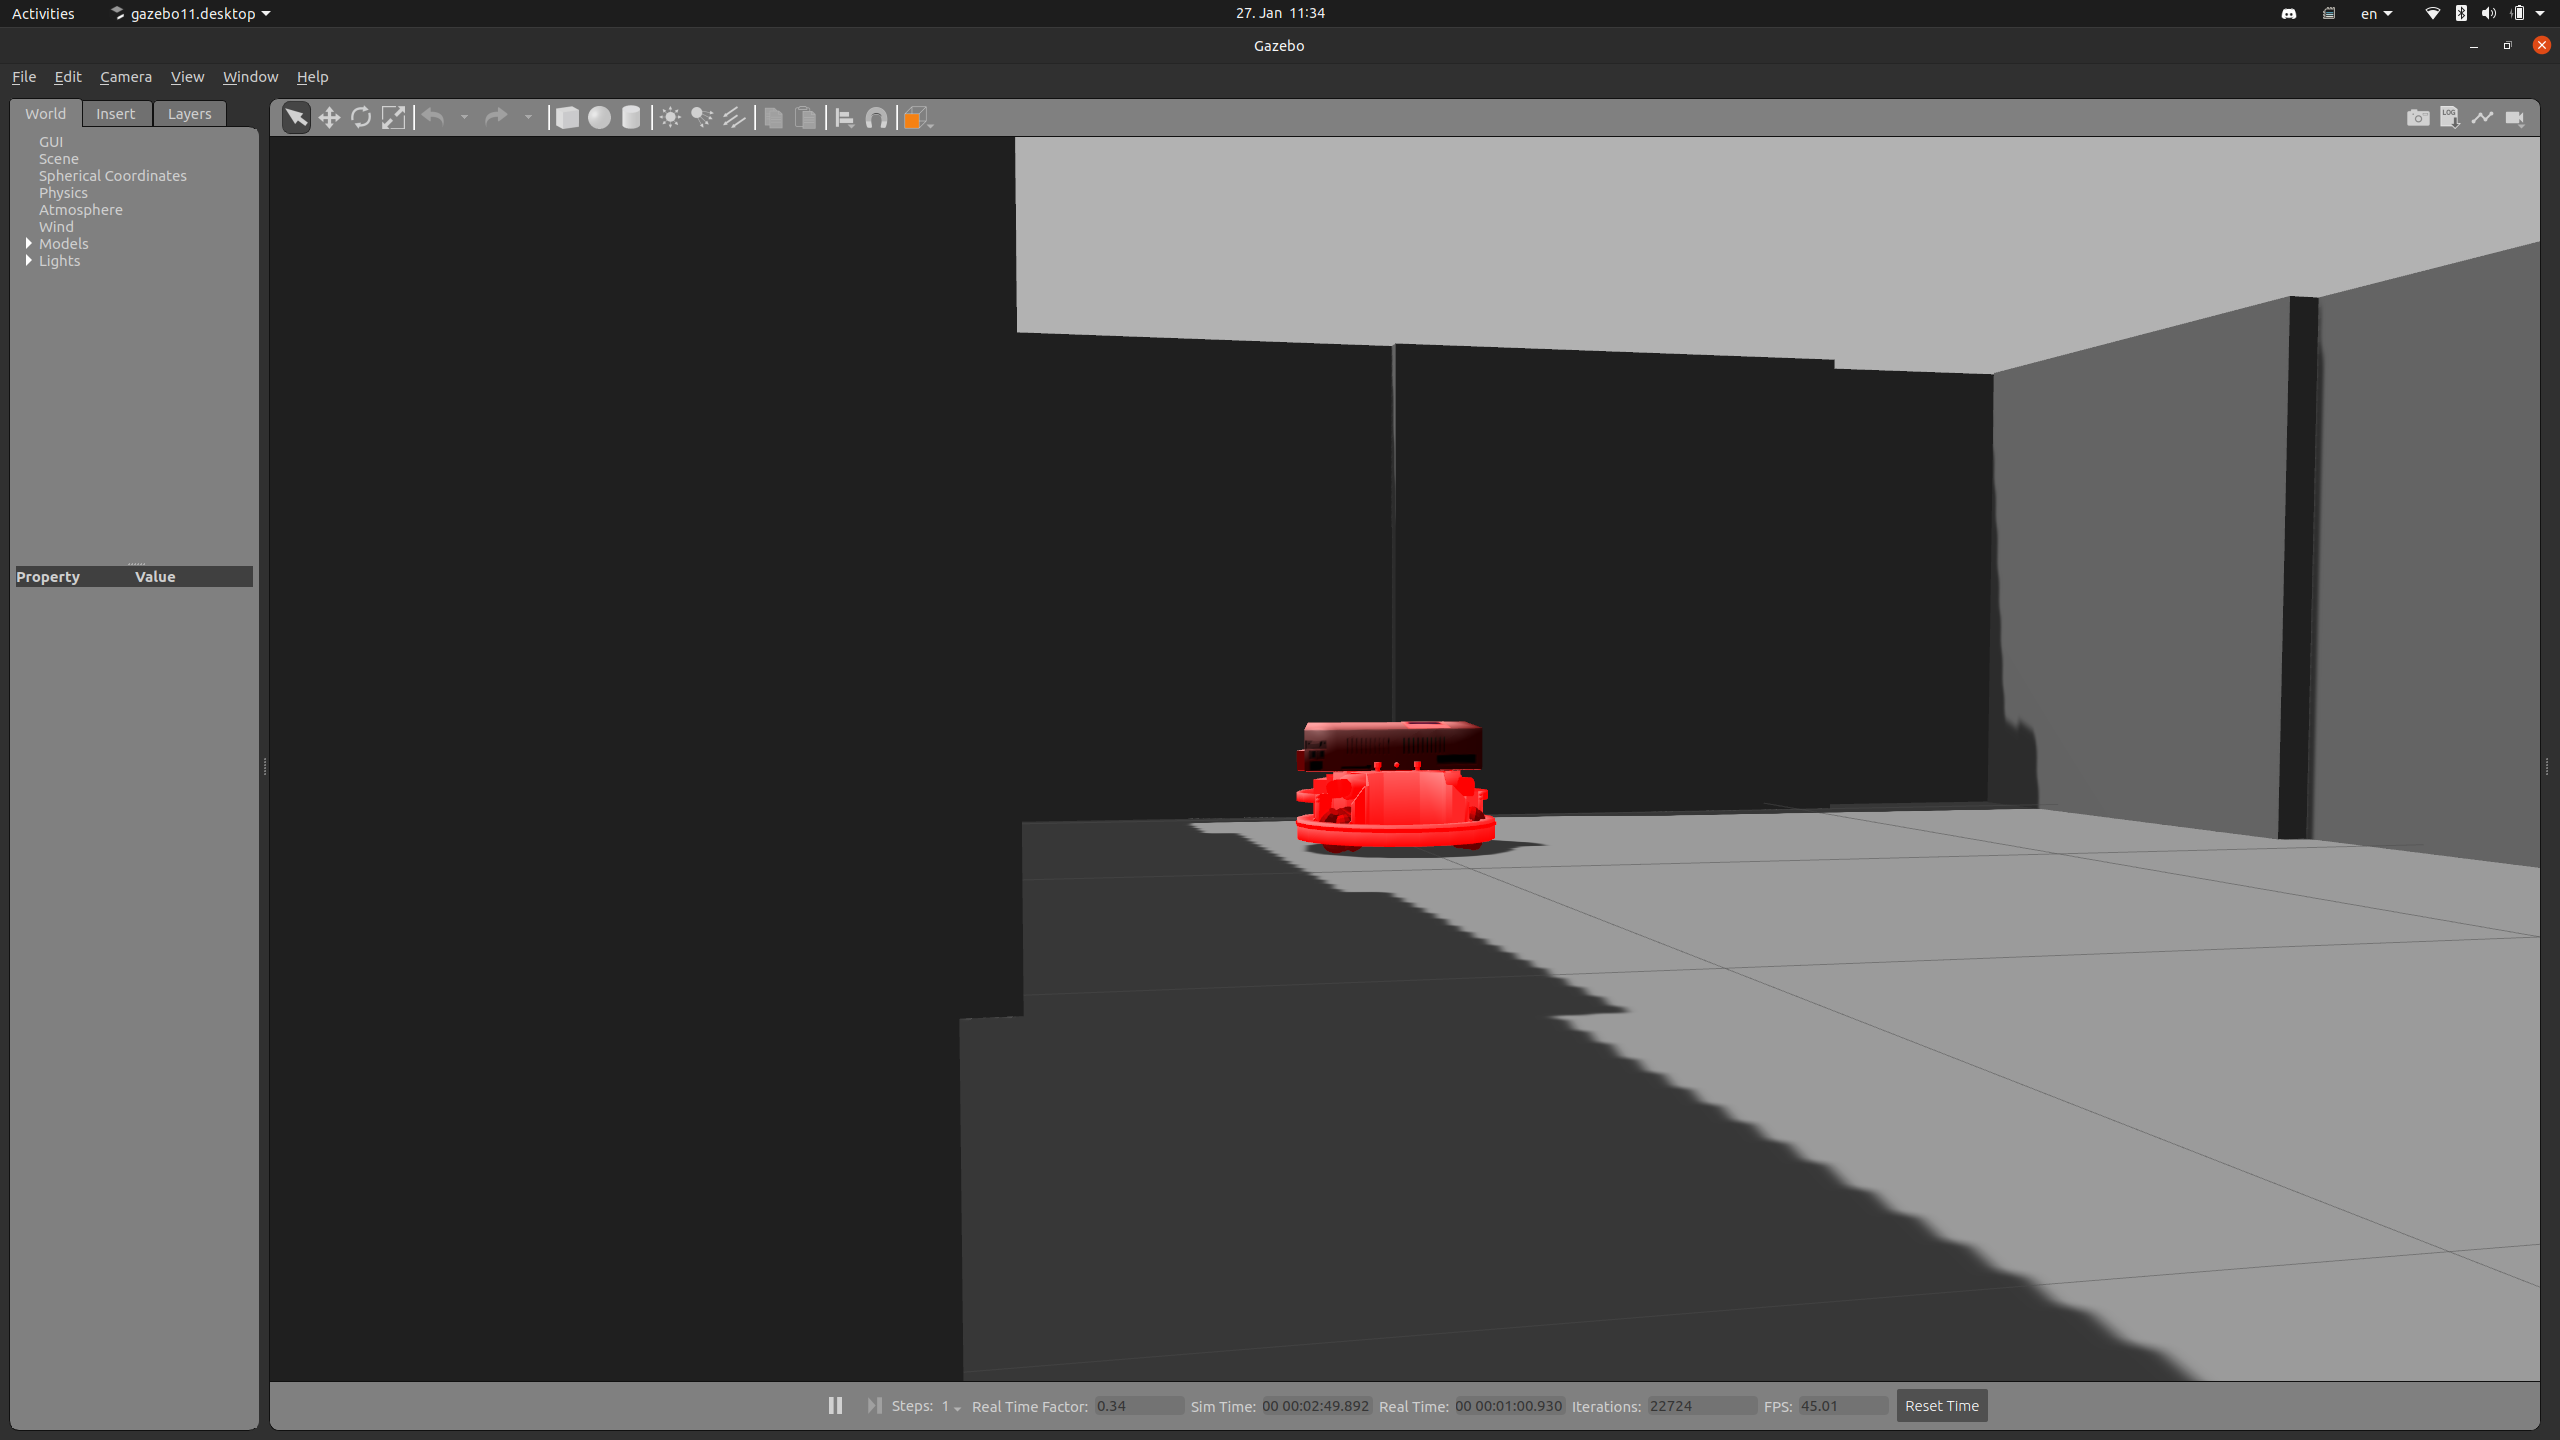 Activities gazebo11.desktop 27. Jan 11:34 en
Gazebo
File Edit Camera View Window Help
World Insert Layers
GUI
Scene
Spherical Coordinates
Physics
Atmosphere
Wind
Models
Lights
Property Value
LOG
Steps: 1 Real Time Factor: 0.34 Sim Time: 00 00:02:49.892 Real Time: 00 00:01:00.930 Iterations: 22724 FPS: 45.01 Reset Time